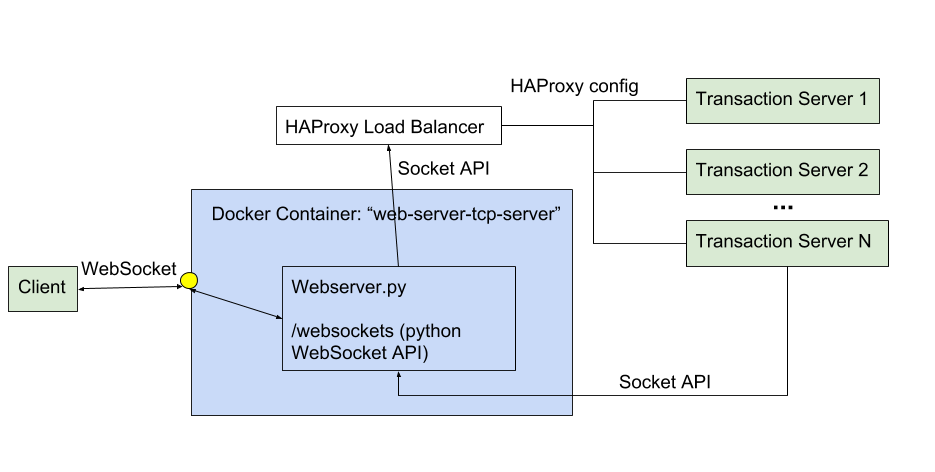 HAProxy config
Transaction Server 1
HAProxy Load Balancer
Socket API
Transaction Server 2
...
Docker Container: “web-server-tcp-server”
Transaction Server N
WebSocket
Client
Webserver.py
/websockets (python
WebSocket API)
Socket API